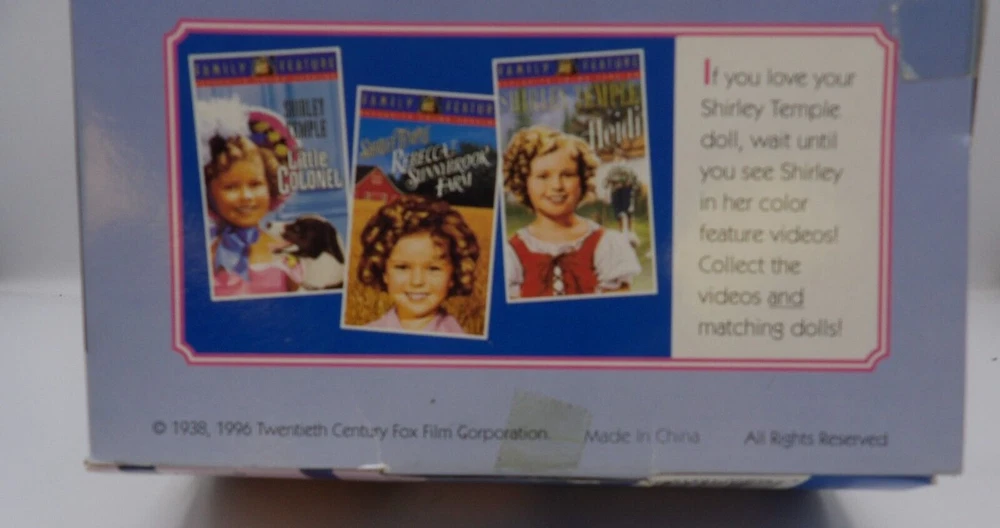 FAMILY FEATURE
SHIRLEY
TEMPLE
Little
COLONEL
FAMILY FEATURE
REBECCA OF
SUNNYBROOK
FARM
FAMILY FEATURE
SHIRLEY TEMPLE
Heidi
If you love your
Shirley Temple
doll, wait until
you see Shirley
in her color
feature videos!
Collect the
videos and
matching dolls!
© 1938, 1996 Twentieth Century Fox Film Corporation. Made In China All Rights Reserved